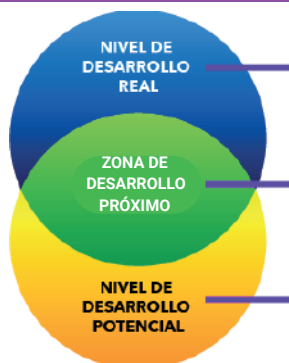 NIVEL DE
DESARROLLO
REAL
ZONA DE
DESARROLLO
PRÓXIMO
NIVEL DE
DESARROLLO
POTENCIAL